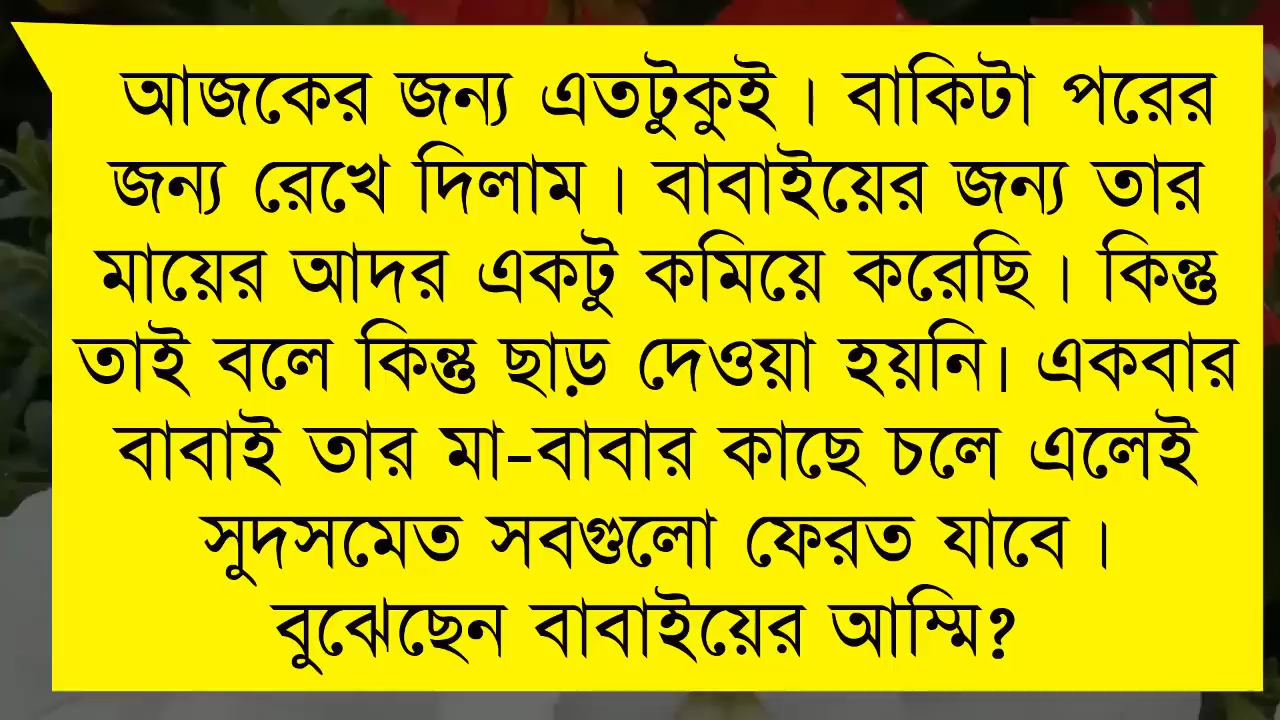 আজকের জন্য এতটুকুই। বাকিটা পরের
জন্য রেখে দিলাম। বাবাইয়ের জন্য তার
মায়ের আদর একটু কমিয়ে করেছি। কিন্তু
তাই বলে কিন্তু ছাড় দেওয়া হয়নি। একবার
বাবাই তার মা-বাবার কাছে চলে এলেই
সুদসমেত সবগুলো ফেরত যাবে।
বুঝেছেন বাবাইয়ের আম্মি?